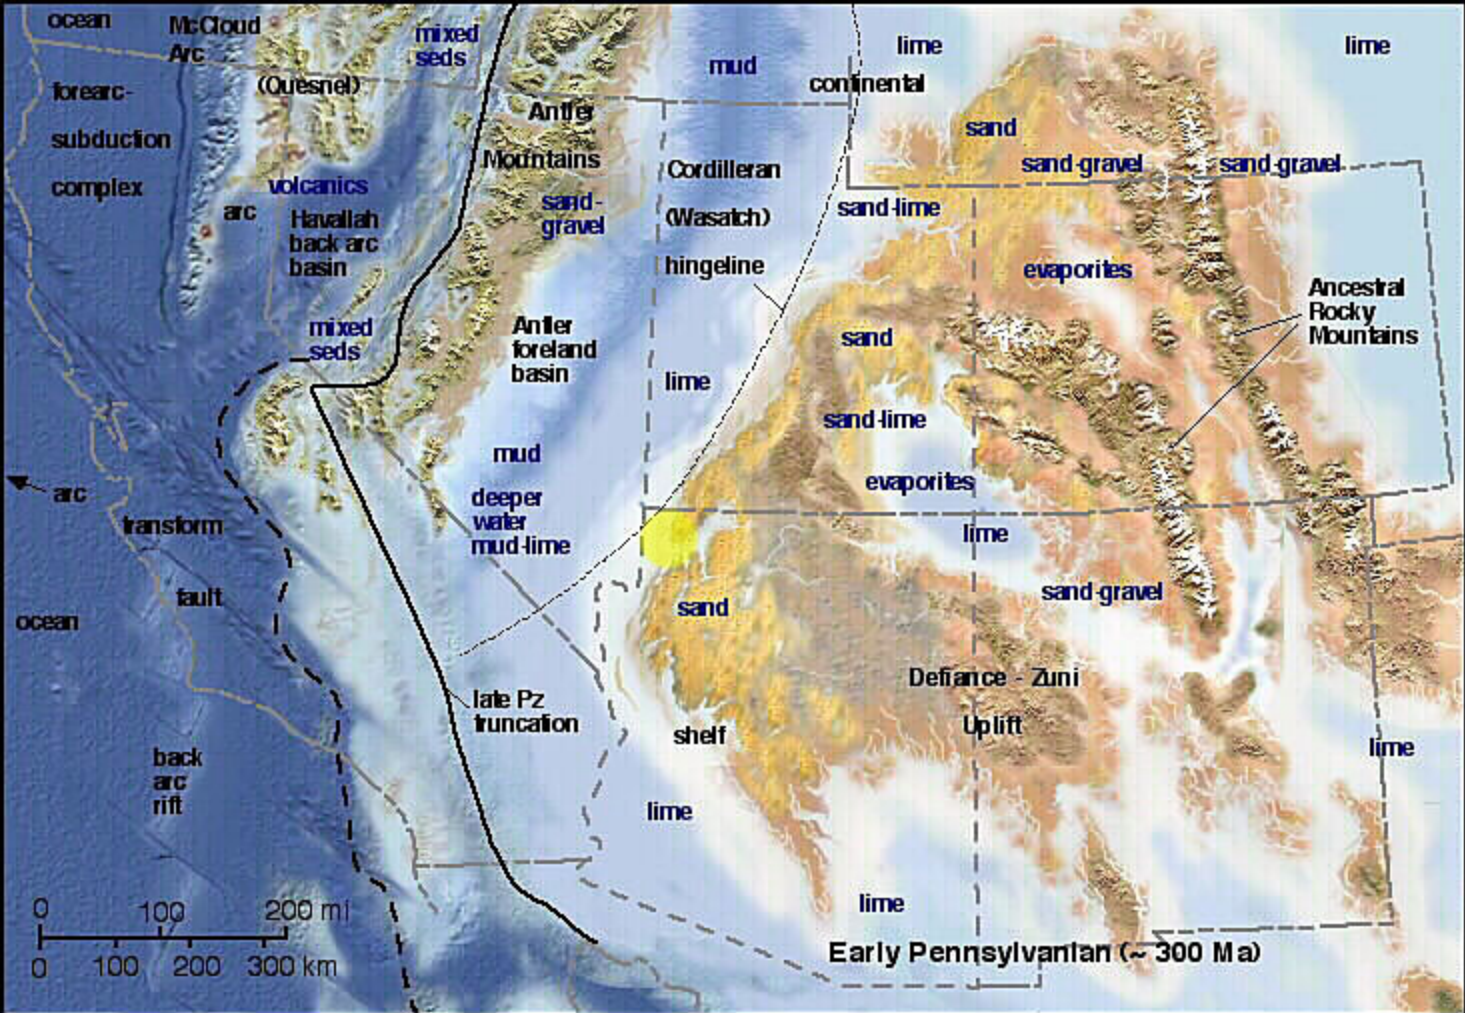 ocean
McCloud
Arc
(Quesnel)
mixed
seds
forearc-
subduction
complex
volcanics
arc
Havallah
back arc
basin
mixed
seds
Antler
Mountains
sand-
gravel
mud
Cordilleran
(Wasatch)
hingeline
lime
continental
lime
sand
sand-gravel
sand-gravel
sand-lime
evaporites
Ancestral
Rocky
Mountains
Antler
foreland
basin
lime
sand
sand-lime
evaporites
mud
deeper
water
mud-lime
lime
arc
transform
fault
ocean
sand
sand-gravel
Defiance - Zuni
Uplift
late Pz
truncation
shelf
back
arc
rift
lime
lime
lime
Early Pennsylvanian (~ 300 Ma)
0 100 200 mi
0 100 200 300 km